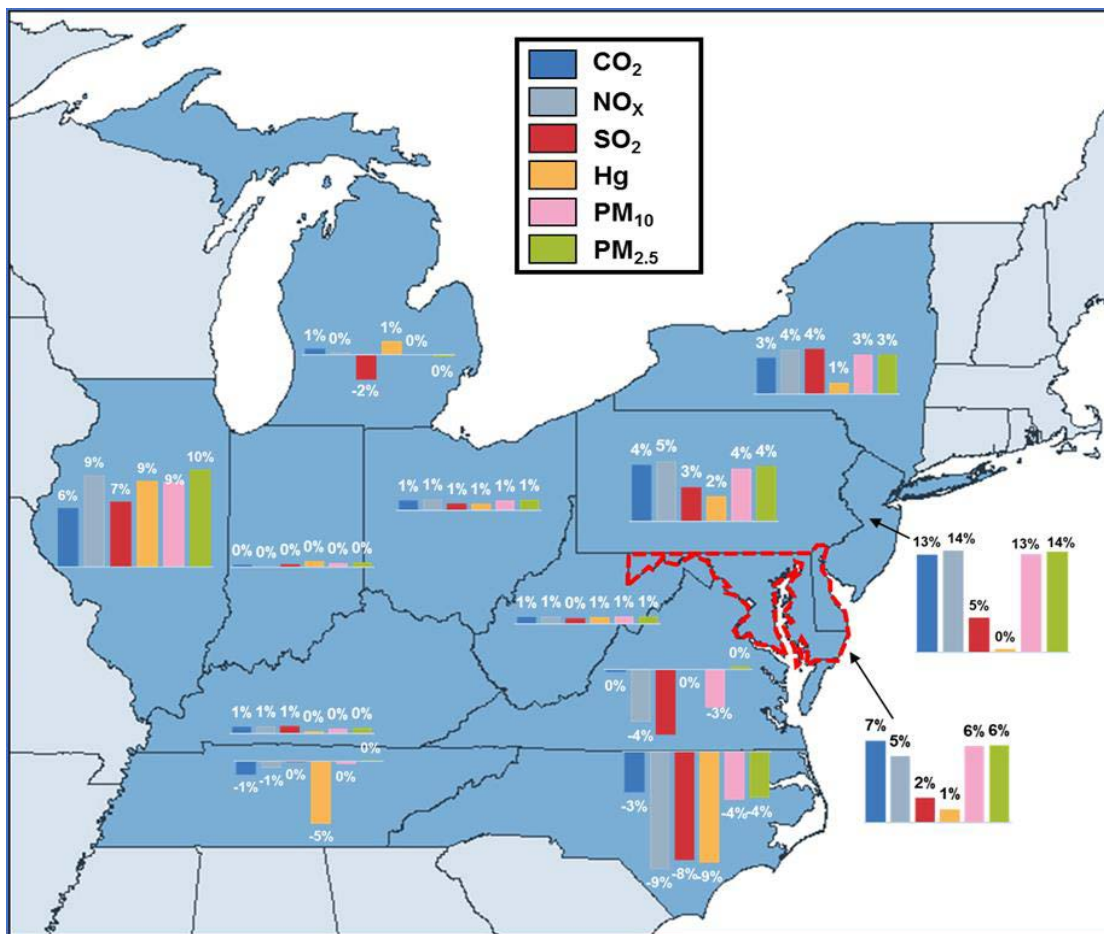 CO₂
NOₓ
SO₂
Hg
PM₁₀
PM₂.₅
1% 0% 1% 0%
-2% 0%
3% 4% 4% 1% 3% 3%
6% 9% 7% 9% 9% 10%
4% 5% 3% 2% 4% 4%
1% 1% 1% 1% 1% 1%
0% 0% 0% 0% 0% 0%
13% 14% 5% 0% 13% 14%
1% 1% 0% 1% 1% 1%
0%
0% -4% 0% -3%
1% 1% 1% 0% 0% 0%
7% 5% 2% 1% 6% 6%
0%
-1% -1% 0% -5% 0%
-3% -9% -8% -9% -4% -4%